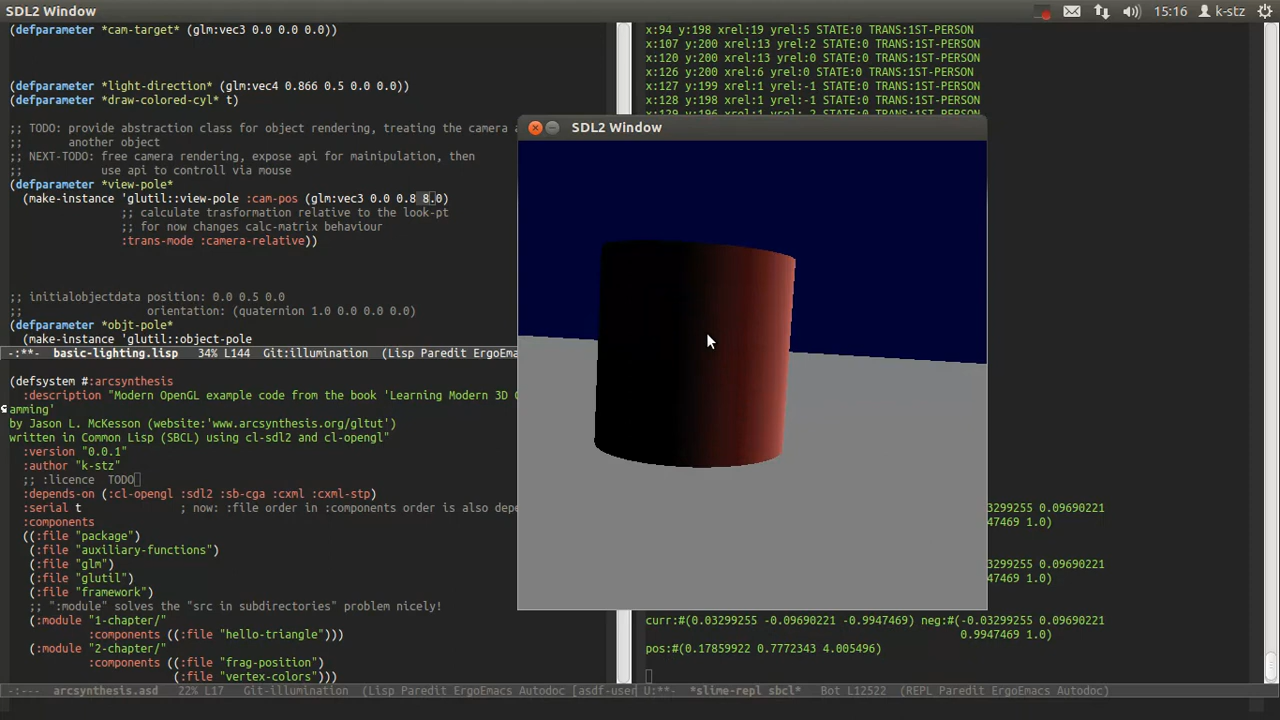 SDL2 Window
15:16
k-stz
(defparameter *cam-target* (glm:vec3 0.0 0.0 0.0))
(defparameter *light-direction* (glm:vec4 0.866 0.5 0.0 0.0))
(defparameter *draw-colored-cyl* t)
;; TODO: provide abstraction class for object rendering, treating the camera a
;; another object
;; NEXT-TODO: free camera rendering, expose api for mainipulation, then
;; use api to controll via mouse
(defparameter *view-pole*
(make-instance 'glutil::view-pole :cam-pos (glm:vec3 0.0 0.8 8.0)
;; calculate trasformation relative to the look-pt
;; for now changes calc-matrix behaviour
:trans-mode :camera-relative))
;; initialobjectdata position: 0.0 0.5 0.0
;; orientation: (quaternion 1.0 0.0 0.0 0.0)
(defparameter *objt-pole*
(make-instance 'glutil::object-pole
-:**- basic-lighting.lisp 34% L144 Git:illumination (Lisp Paredit ErgoEma
(defsystem #:arcsynthesis
:description "Modern OpenGL example code from the book 'Learning Modern 3D G
amming'
by Jason L. McKesson (website:'www.arcsynthesis.org/gltut')
written in Common Lisp (SBCL) using cl-sdl2 and cl-opengl"
:version "0.0.1"
:author "k-stz"
;; :licence TODO
:depends-on (:cl-opengl :sdl2 :sb-cga :cxml :cxml-stp)
:serial t ; now: :file order in :components order is also depe
:components
((:file "package")
(:file "auxiliary-functions")
(:file "glm")
(:file "glutil")
(:file "framework")
;; ":module" solves the "src in subdirectories" problem nicely!
(:module "1-chapter/"
:components ((:file "hello-triangle")))
(:module "2-chapter/"
:components ((:file "frag-position")
(:file "vertex-colors")))
-:--- arcsynthesis.asd 22% L17 Git-illumination (Lisp Paredit ErgoEmacs Autodoc [asdf-user
x:94 y:198 xrel:19 yrel:5 STATE:0 TRANS:1ST-PERSON
x:107 y:200 xrel:13 yrel:2 STATE:0 TRANS:1ST-PERSON
x:120 y:200 xrel:13 yrel:0 STATE:0 TRANS:1ST-PERSON
x:126 y:200 xrel:6 yrel:0 STATE:0 TRANS:1ST-PERSON
x:127 y:199 xrel:1 yrel:-1 STATE:0 TRANS:1ST-PERSON
x:128 y:198 xrel:1 yrel:-1 STATE:0 TRANS:1ST-PERSON
SDL2 Window
3299255 0.09690221
47469 1.0)
3299255 0.09690221
47469 1.0)
curr:#(0.03299255 -0.09690221 -0.9947469) neg:#(-0.03299255 0.09690221
0.9947469 1.0)
pos:#(0.17859922 0.7772343 4.005496)
U:**- *slime-repl sbcl* Bot L12522 (REPL Paredit ErgoEmacs Autodoc)